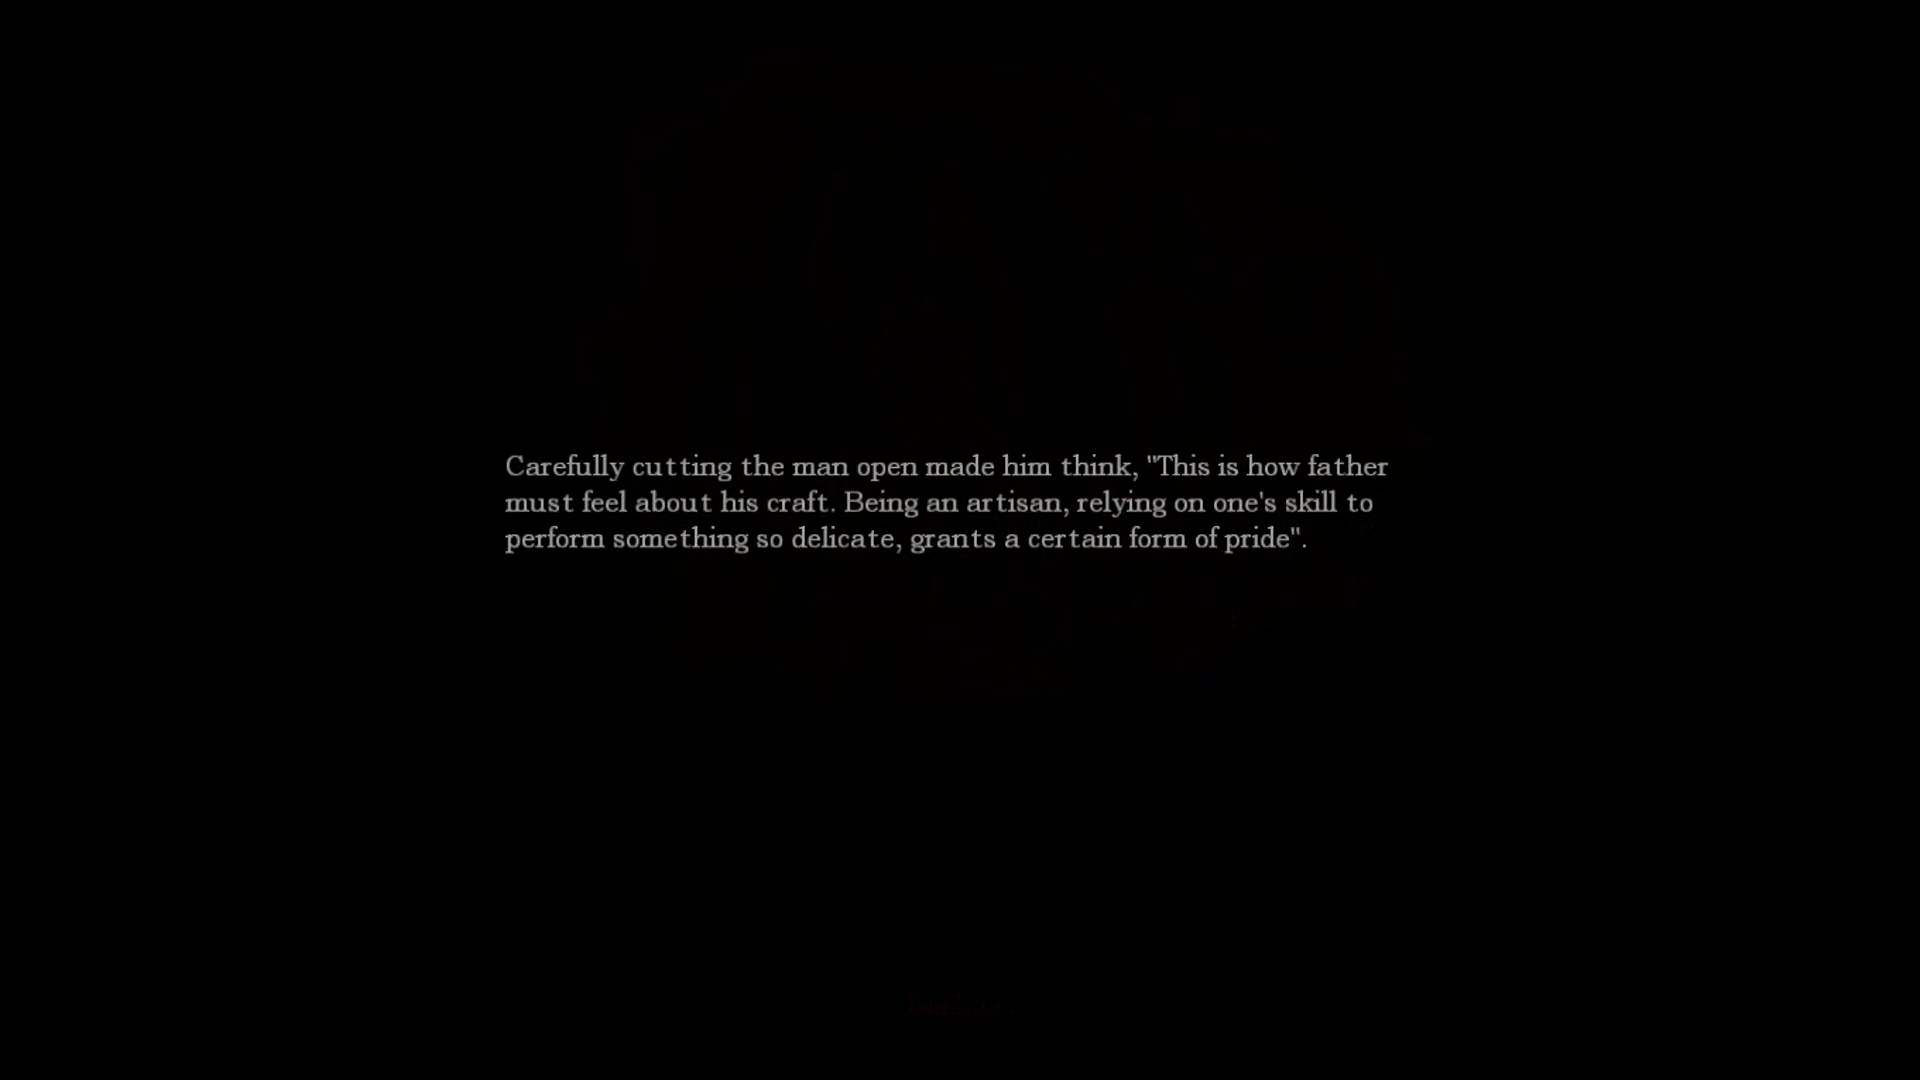 Carefully cutting the man open made him think, "This is how father
must feel about his craft. Being an artisan, relying on one's skill to
perform something so delicate, grants a certain form of pride".